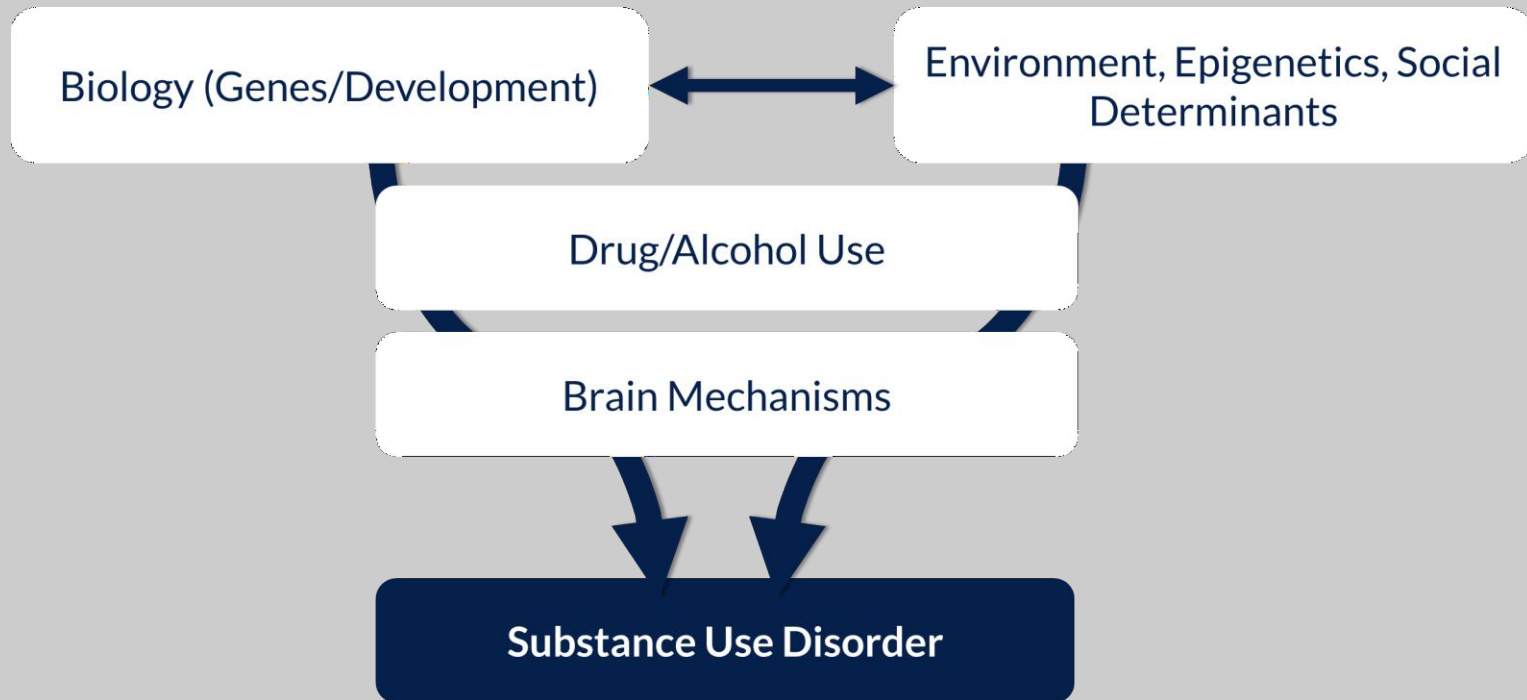 Biology (Genes/Development)
Environment, Epigenetics, Social
Determinants
Drug/Alcohol Use
Brain Mechanisms
Substance Use Disorder